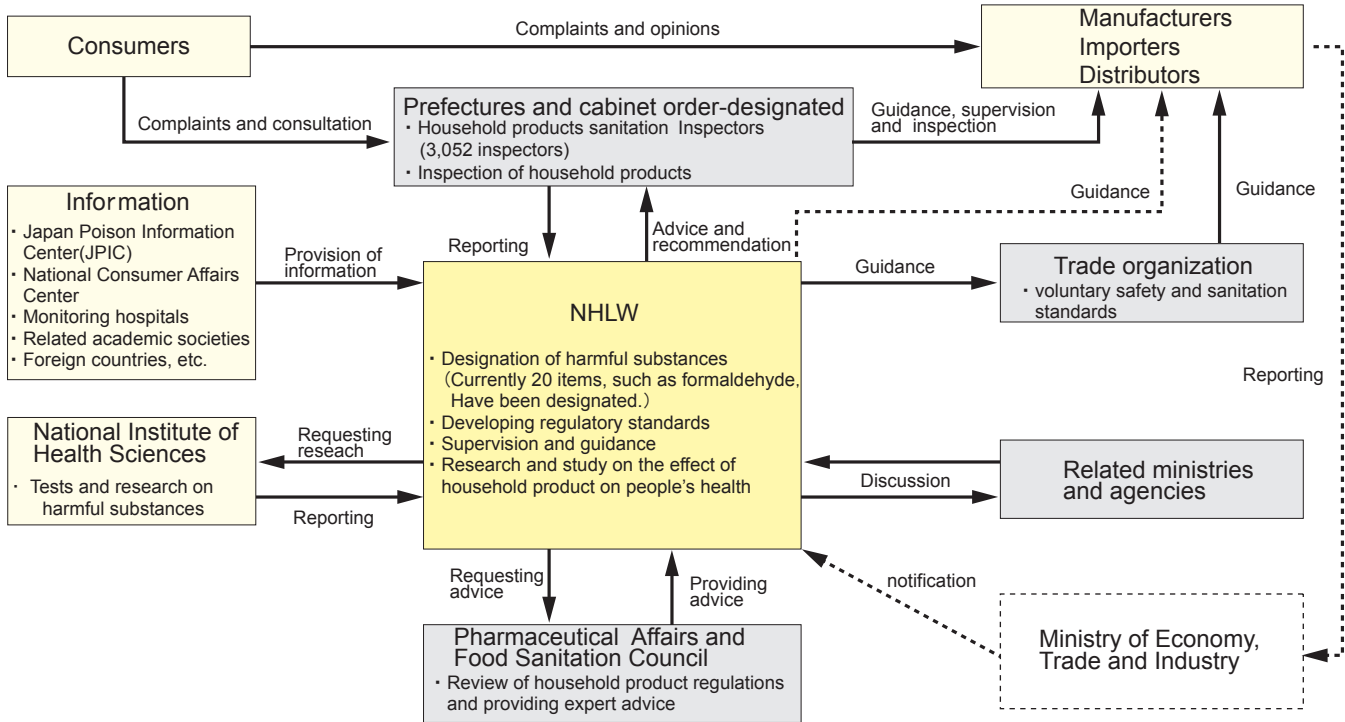 Consumers
Complaints and opinions
Manufacturers
Importers
Distributors
Complaints and consultation
Prefectures and cabinet order-designated
・Household products sanitation Inspectors
(3,052 inspectors)
・Inspection of household products
Guidance, supervision
and inspection
Guidance
Guidance
Information
・Japan Poison Information
Center(JPIC)
・National Consumer Affairs
Center
・Monitoring hospitals
・Related academic societies
・Foreign countries, etc.
Provision of
information
Reporting
Advice and
recommendation
NHLW
・Designation of harmful substances
(Currently 20 items, such as formaldehyde,
Have been designated.)
・Developing regulatory standards
・Supervision and guidance
・Research and study on the effect of
household product on people's health
Guidance
Trade organization
・voluntary safety and sanitation
standards
Reporting
National Institute of
Health Sciences
・Tests and research on
harmful substances
Requesting
reseach
Reporting
Discussion
Related ministries
and agencies
Requesting
advice
Providing
advice
notification
Pharmaceutical Affairs and
Food Sanitation Council
・Review of household product regulations
and providing expert advice
Ministry of Economy,
Trade and Industry